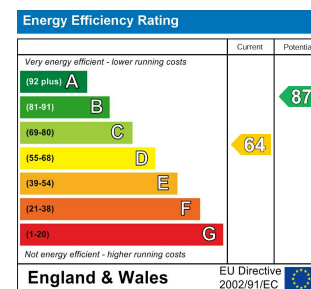 Energy Efficiency Rating
Current Potentia
Very energy efficient - lower running costs
(92 plus) A
(81-91) B
(69-80) C
(55-68) D
(39-54) E
(21-38) F
(1-20) G
64
87
Not energy efficient - higher running costs
England & Wales
EU Directive
2002/91/EC